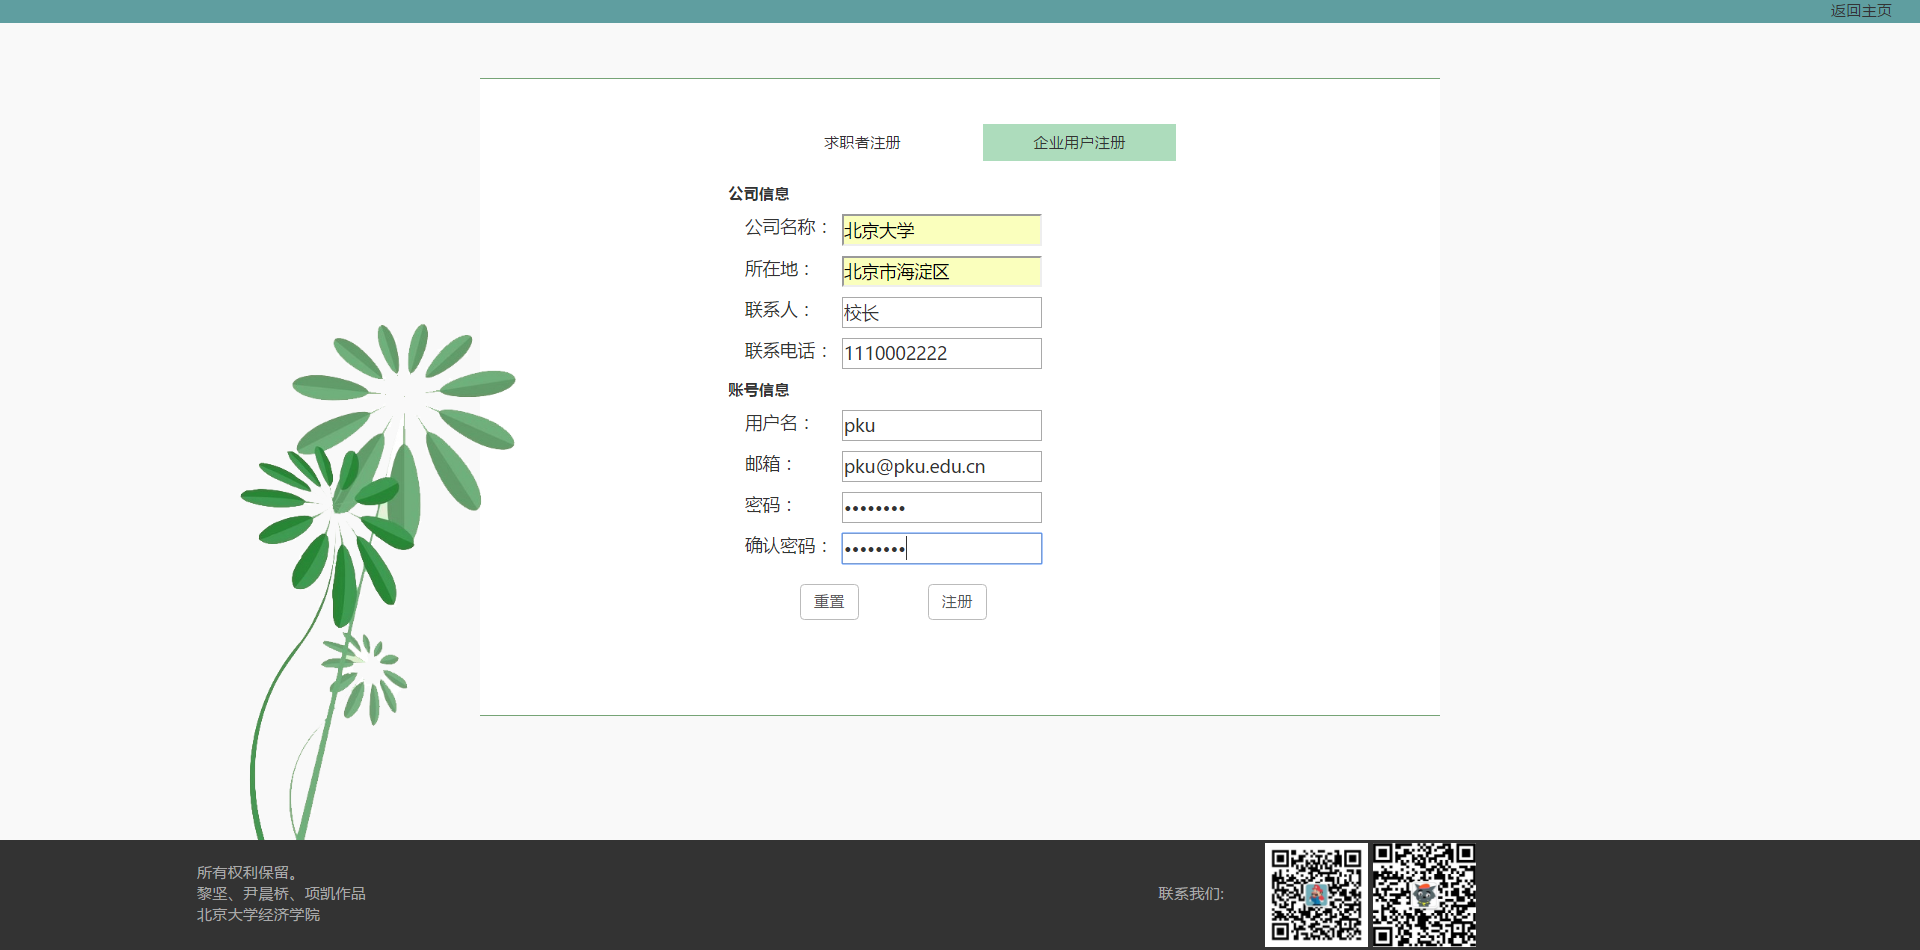 返回主页
求职者注册 企业用户注册
公司信息
公司名称： 北京大学
所在地： 北京市海淀区
联系人： 校长
联系电话： 1110002222
账号信息
用户名： pku
邮箱： pku@pku.edu.cn
密码： ••••••••
确认密码： ••••••••
重置 注册
所有权利保留。
黎坚、尹晨桥、项凯作品
北京大学经济学院
联系我们: